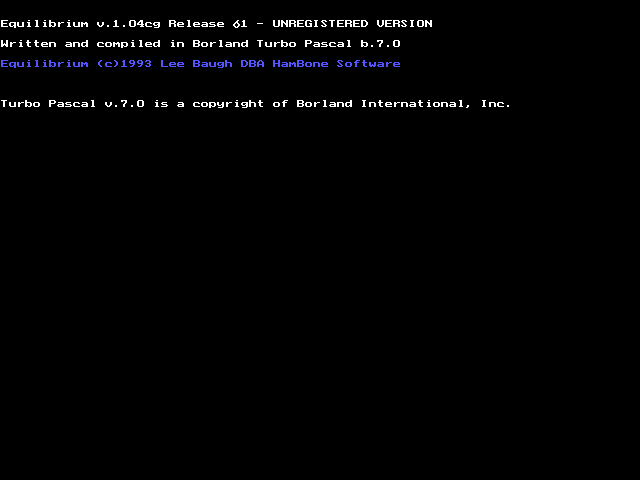 Equilibrium v.1.04cg Release 61 - UNREGISTERED VERSION
Written and compiled in Borland Turbo Pascal b.7.0
Equilibrium (c)1993 Lee Baugh DBA HamBone Software
Turbo Pascal v.7.0 is a copyright of Borland International, Inc.